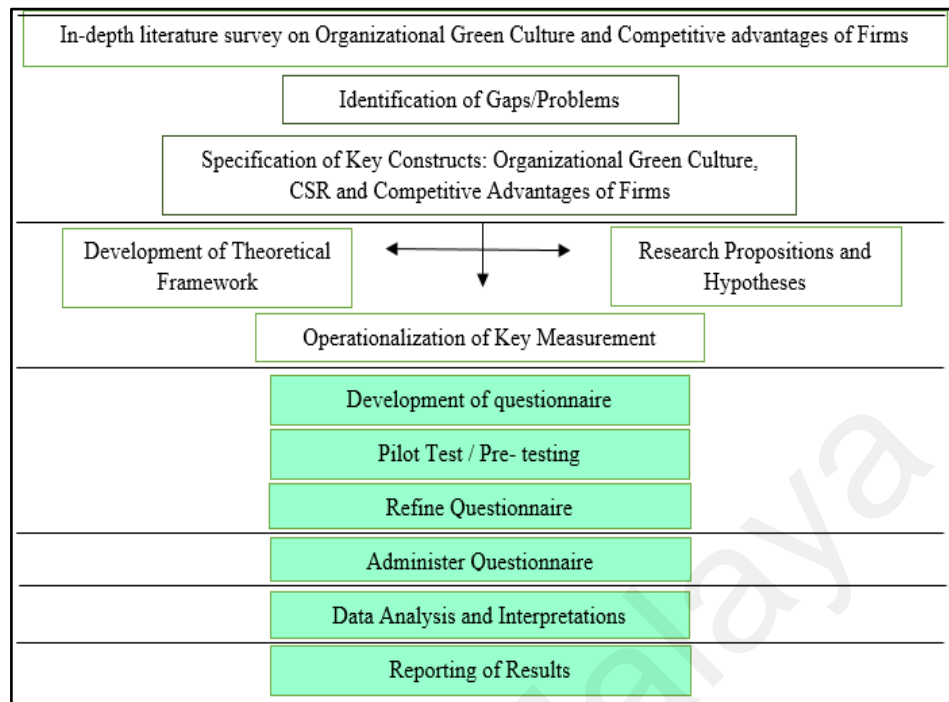 In-depth literature survey on Organizational Green Culture and Competitive advantages of Firms
Identification of Gaps/Problems
Specification of Key Constructs: Organizational Green Culture,
CSR and Competitive Advantages of Firms
Development of Theoretical
Framework
Research Propositions and
Hypotheses
Operationalization of Key Measurement
Development of questionnaire
Pilot Test / Pre- testing
Refine Questionnaire
Administer Questionnaire
Data Analysis and Interpretations
Reporting of Results